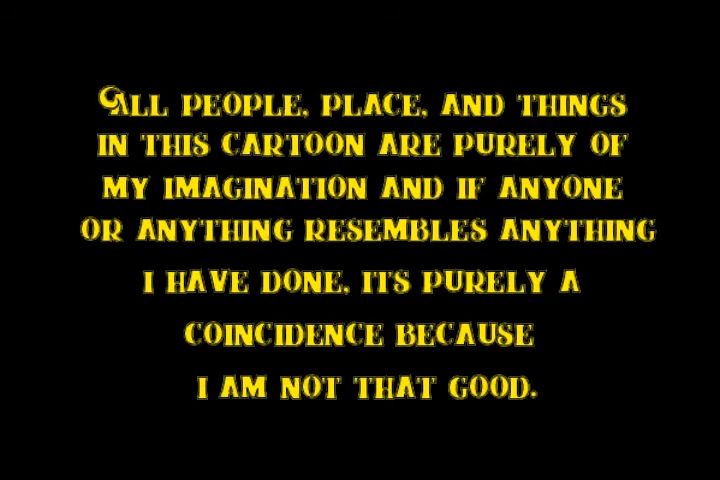 ALL PEOPLE, PLACE, AND THINGS
IN THIS CARTOON ARE PURELY OF
MY IMAGINATION AND IF ANYONE
OR ANYTHING RESEMBLES ANYTHING
I HAVE DONE, IT'S PURELY A
COINCIDENCE BECAUSE
I AM NOT THAT GOOD.